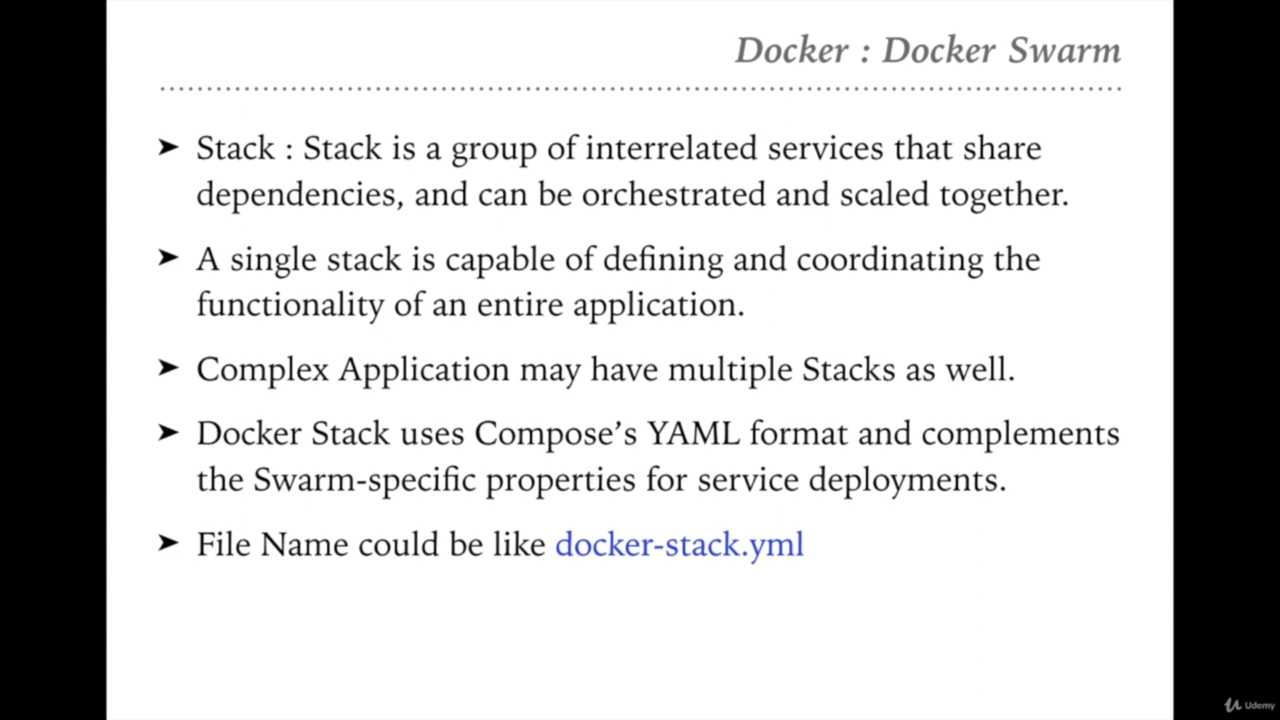 Docker : Docker Swarm
➤ Stack : Stack is a group of interrelated services that share
dependencies, and can be orchestrated and scaled together.
➤ A single stack is capable of defining and coordinating the
functionality of an entire application.
➤ Complex Application may have multiple Stacks as well.
➤ Docker Stack uses Compose’s YAML format and complements
the Swarm-specific properties for service deployments.
➤ File Name could be like docker-stack.yml
Udemy